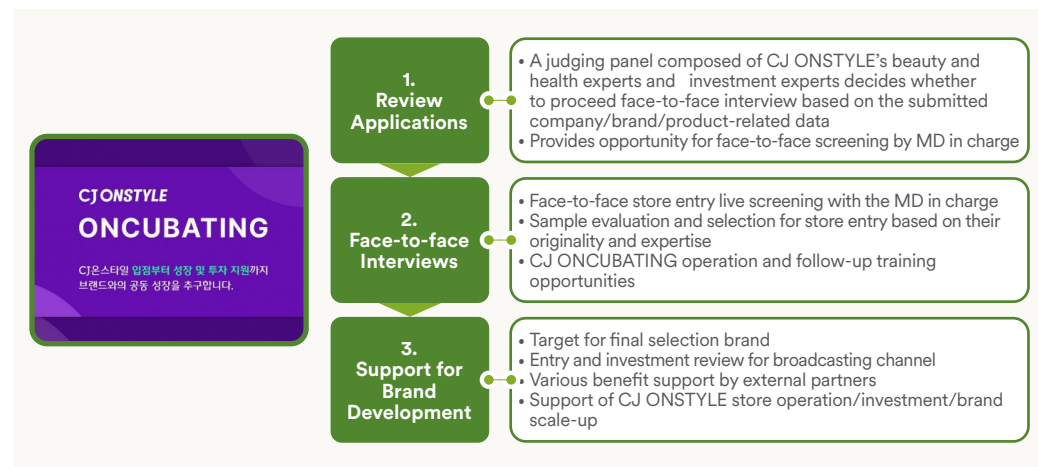 CJ ONSTYLE
ONCUBATING
CJ온스타일 입점부터 성장 및 투자 지원까지
브랜드와의 공동 성장을 추구합니다.
1.
Review
Applications
• A judging panel composed of CJ ONSTYLE’s beauty and
health experts and investment experts decides whether
to proceed face-to-face interview based on the submitted
company/brand/product-related data
• Provides opportunity for face-to-face screening by MD in charge
2.
Face-to-face
Interviews
• Face-to-face store entry live screening with the MD in charge
• Sample evaluation and selection for store entry based on their
originality and expertise
• CJ ONCUBATING operation and follow-up training
opportunities
3.
Support for
Brand
Development
• Target for final selection brand
• Entry and investment review for broadcasting channel
• Various benefit support by external partners
• Support of CJ ONSTYLE store operation/investment/brand
scale-up